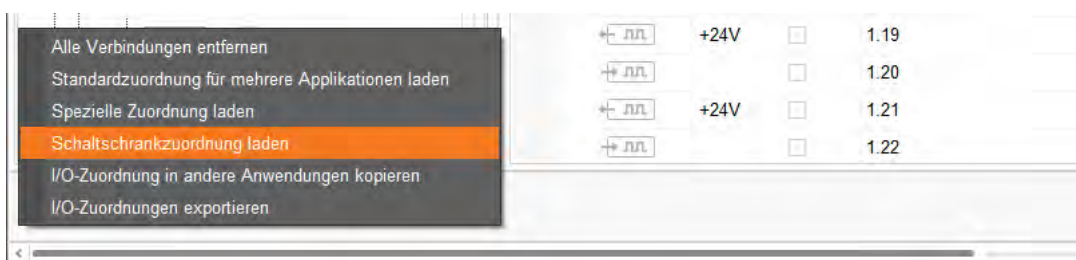 Alle Verbindungen entfernen
Standardzuordnung für mehrere Applikationen laden
Spezielle Zuordnung laden
Schaltschrankzuordnung laden
I/O-Zuordnung in andere Anwendungen kopieren
I/O-Zuordnungen exportieren
+24V 1.19
1.20
+24V 1.21
1.22